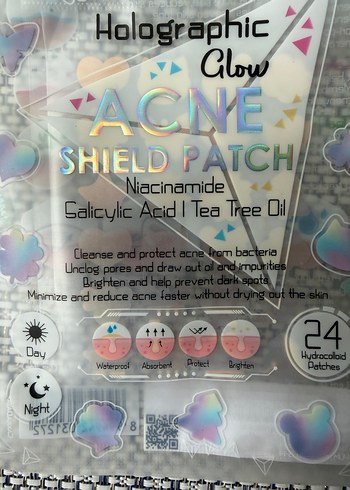 Holographic
Glow
ACNE
SHIELD PATCH
Niacinamide
Salicylic Acid | Tea Tree Oil
Cleanse and protect acne from bacteria
Unclog pores and draw out oil and impurities
Brighten and help prevent dark spots
Minimize and reduce acne faster without drying out the skin
Day
Night
Waterproof
Absorbent
Protect
Brighten
24
Hydrocolloid
Patches